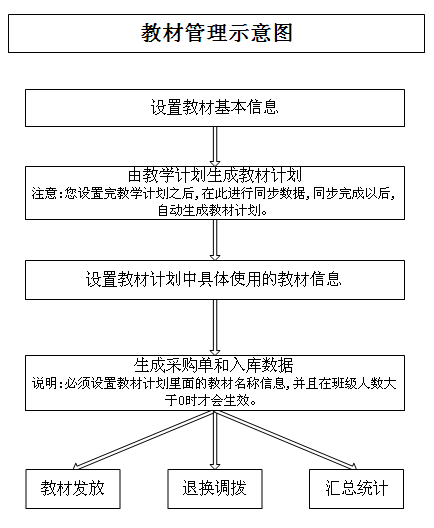 教材管理示意图
设置教材基本信息
由教学计划生成教材计划
注意:您设置完教学计划之后,在此进行同步数据,同步完成以后,
自动生成教材计划。
设置教材计划中具体使用的教材信息
生成采购单和入库数据
说明:必须设置教材计划里面的教材名称信息,并且在班级人数大
于0时才会生效。
教材发放
退换调拨
汇总统计